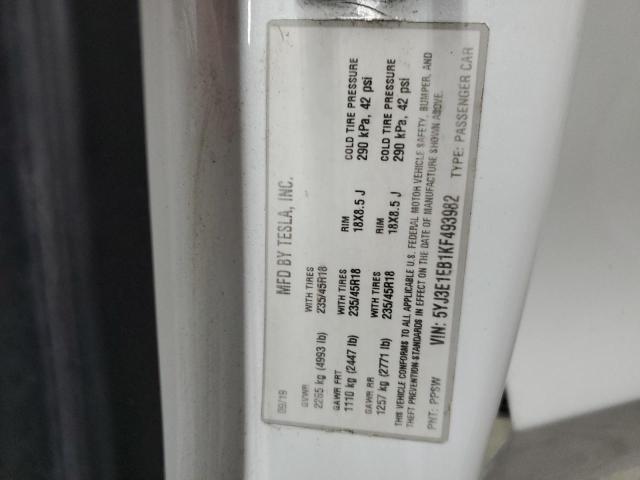 MFD BY TESLA, INC.
09/19
GVWR WITH TIRES RIM COLD TIRE PRESSURE
2265 kg (4993 lb) 235/45R18 18X8.5 J 290 kPa, 42 psi
GAWR FRT WITH TIRES RIM COLD TIRE PRESSURE
1110 kg (2447 lb) 235/45R18 18X8.5 J 290 kPa, 42 psi
GAWR RR
1257 kg (2771 lb) 235/45R18
THIS VEHICLE CONFORMS TO ALL APPLICABLE U.S. FEDERAL MOTOR VEHICLE SAFETY, BUMPER, AND
THEFT PREVENTION STANDARDS IN EFFECT ON THE DATE OF MANUFACTURE SHOWN ABOVE.
VIN: 5YJ3E1EB1KF493982
PNT: PPSW TYPE: PASSENGER CAR